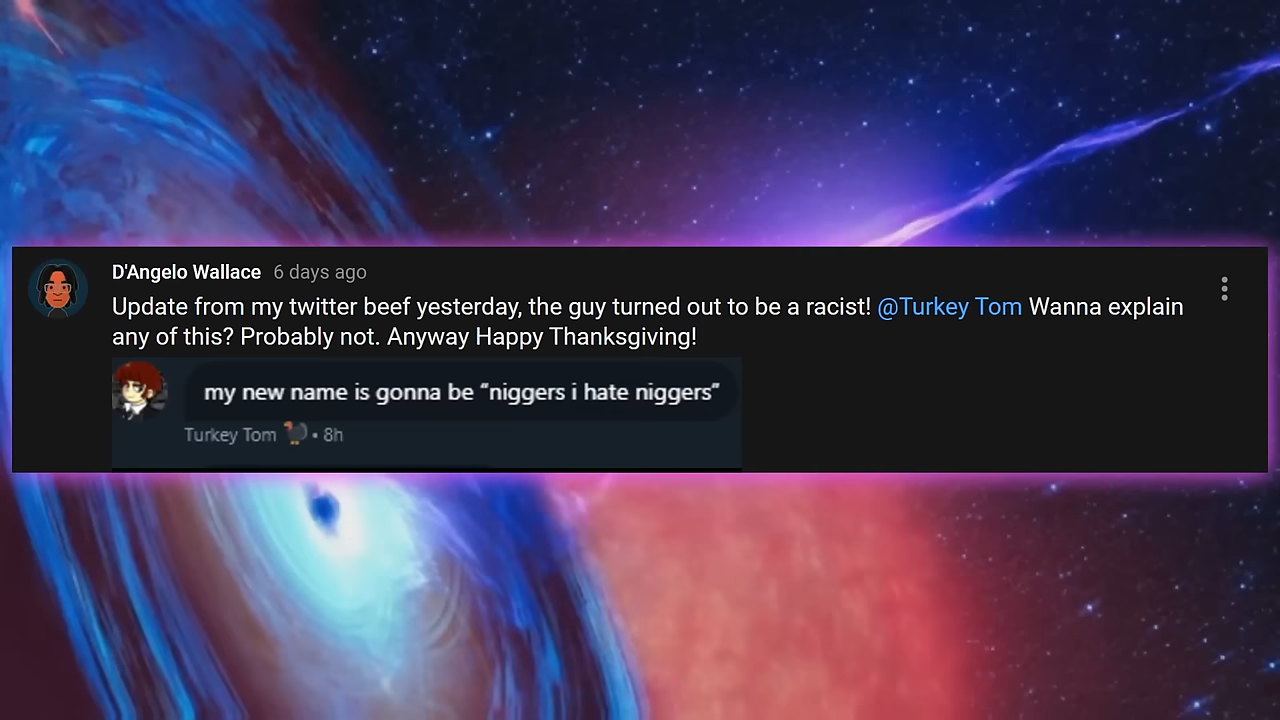 D'Angelo Wallace 6 days ago
Update from my twitter beef yesterday, the guy turned out to be a racist! @Turkey Tom Wanna explain
any of this? Probably not. Anyway Happy Thanksgiving!
my new name is gonna be “niggers i hate niggers”
Turkey Tom 🦃 • 8h